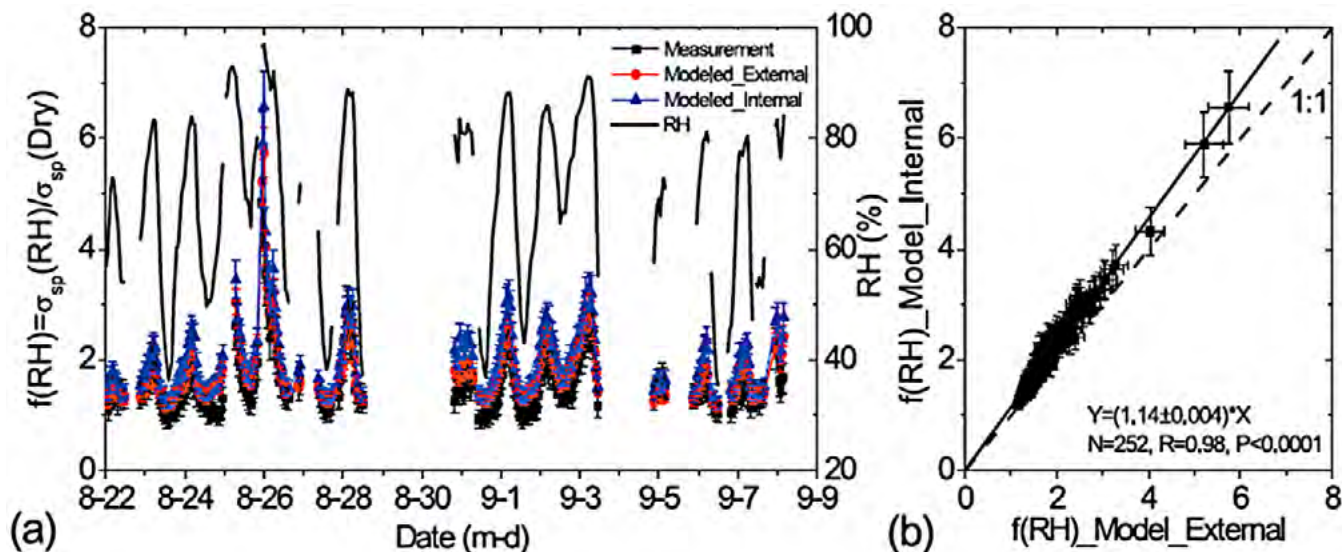 8
6
4
2
0
f(RH)=σsp(RH)/σsp(Dry)
Measurement
Modeled_External
Modeled_Internal
RH
100
80
60
40
20
RH (%)
8-22 8-24 8-26 8-28 8-30 9-1 9-3 9-5 9-7 9-9
Date (m-d)
(a)
8
6
4
2
0
f(RH)_Model_Internal
1:1
Y=(1.14±0.004)*X
N=252, R=0.98, P<0.0001
0 2 4 6 8
f(RH)_Model_External
(b)